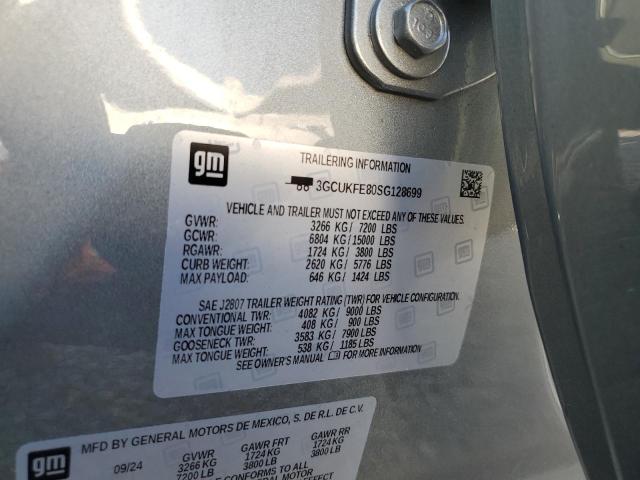 gm
TRAILERING INFORMATION
3GCUKFE80SG128699
VEHICLE AND TRAILER MUST NOT EXCEED ANY OF THESE VALUES.
GVWR: 3266 KG/ 7200 LBS
GCWR: 6804 KG/15000 LBS
RGAWR: 1724 KG/ 3800 LBS
CURB WEIGHT: 2620 KG/ 5776 LBS
MAX PAYLOAD: 646 KG/ 1424 LBS
SAE J2807 TRAILER WEIGHT RATING (TWR) FOR VEHICLE CONFIGURATION.
CONVENTIONAL TWR: 4082 KG/ 9000 LBS
MAX TONGUE WEIGHT: 408 KG/ 900 LBS
GOOSENECK TWR: 3583 KG/ 7900 LBS
MAX TONGUE WEIGHT: 538 KG/ 1185 LBS
SEE OWNER'S MANUAL FOR MORE INFORMATION.
gm
MFD BY GENERAL MOTORS DE MEXICO, S. DE R.L. DE C.V.
09/24 GVWR GAWR FRT GAWR RR
3266 KG 1724 KG 1724 KG
7200 LB 3800 LB 3800 LB
CONFORMS TO ALL
GENERAL MOTOR